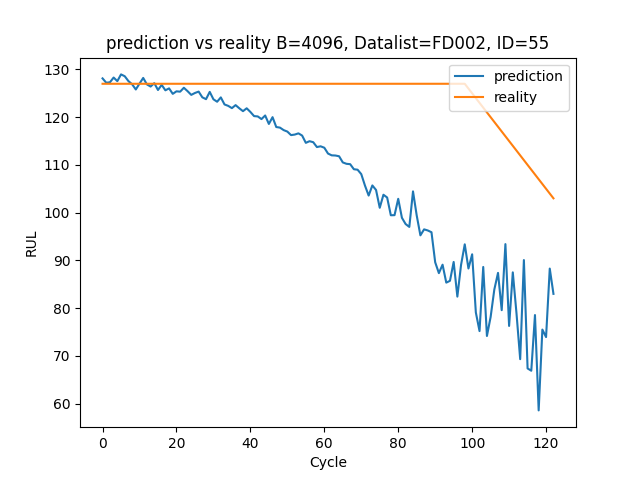 prediction vs reality B=4096, Datalist=FD002, ID=55
prediction
reality
RUL
130
120
110
100
90
80
70
60
0 20 40 60 80 100 120
Cycle